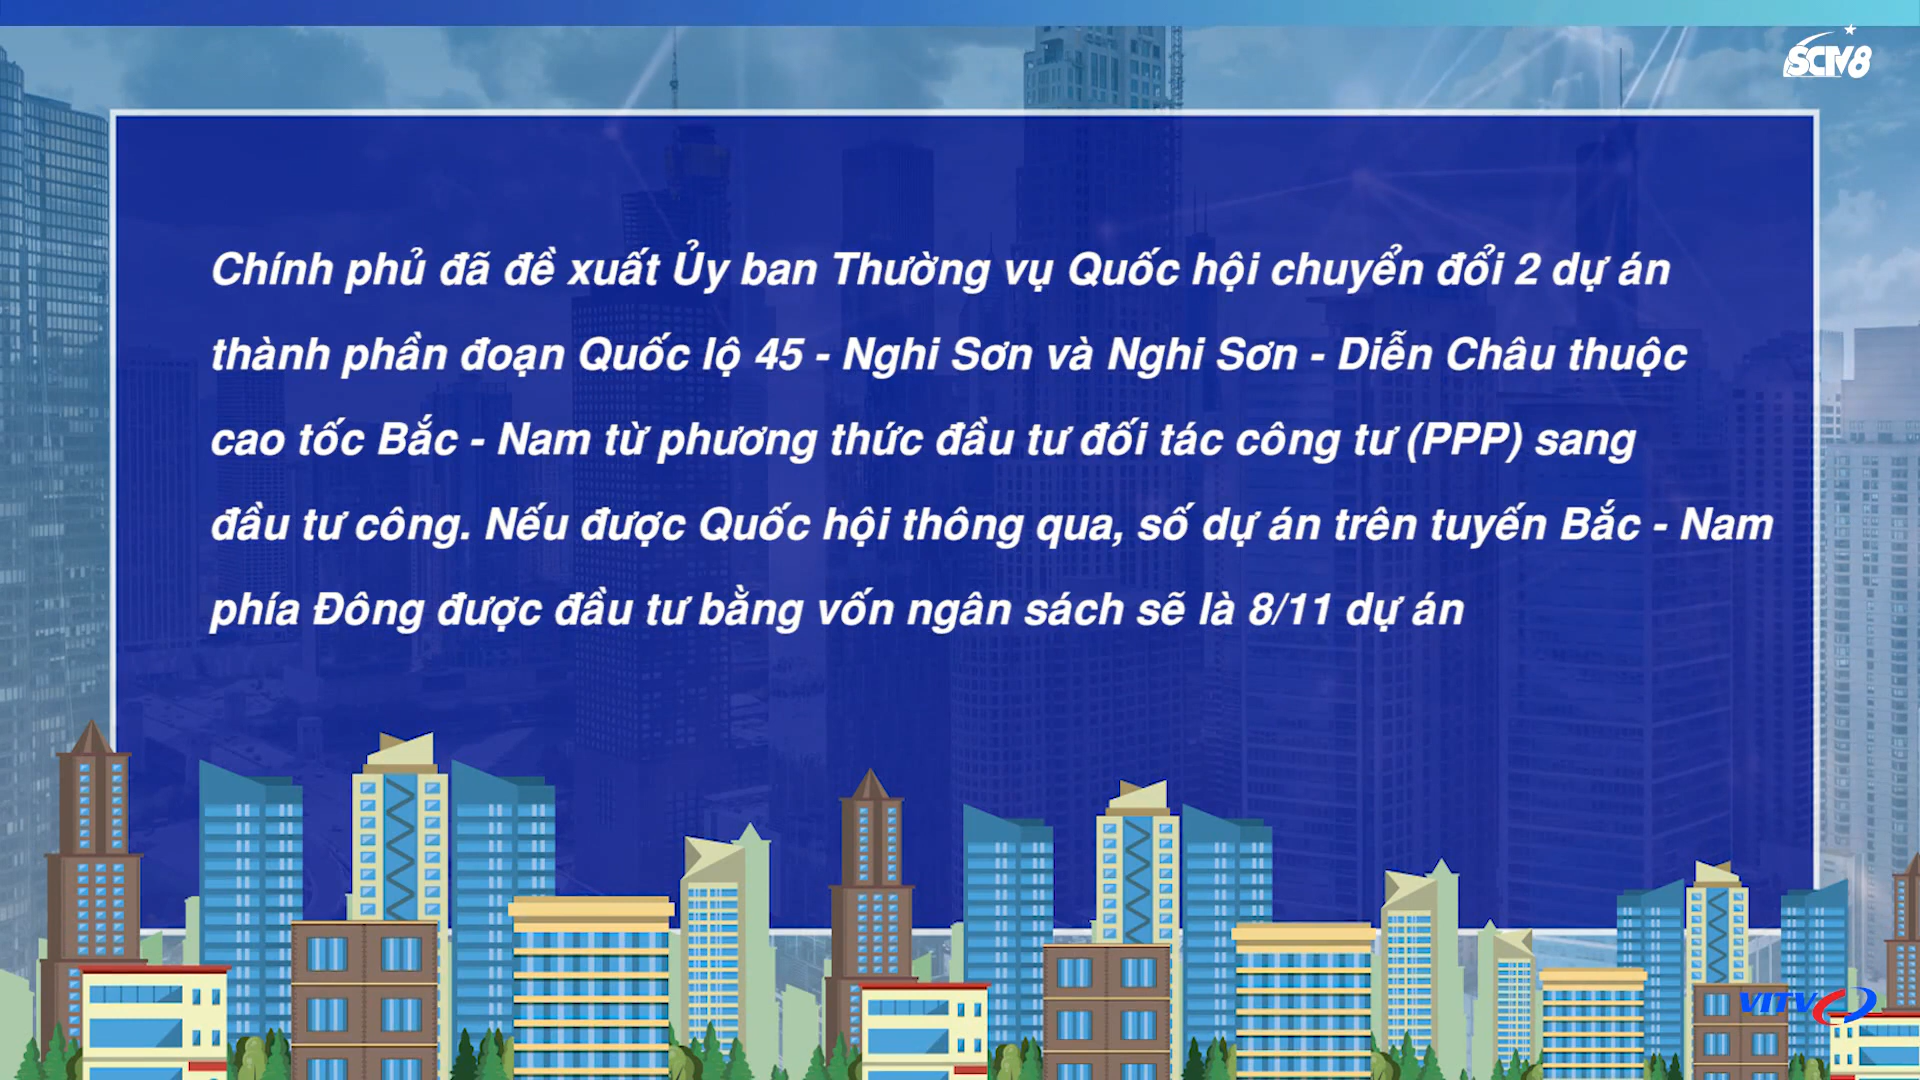 SCTV8
Chính phủ đã đề xuất Ủy ban Thường vụ Quốc hội chuyển đổi 2 dự án
thành phần đoạn Quốc lộ 45 - Nghi Sơn và Nghi Sơn - Diễn Châu thuộc
cao tốc Bắc - Nam từ phương thức đầu tư đối tác công tư (PPP) sang
đầu tư công. Nếu được Quốc hội thông qua, số dự án trên tuyến Bắc - Nam
phía Đông được đầu tư bằng vốn ngân sách sẽ là 8/11 dự án
VITV